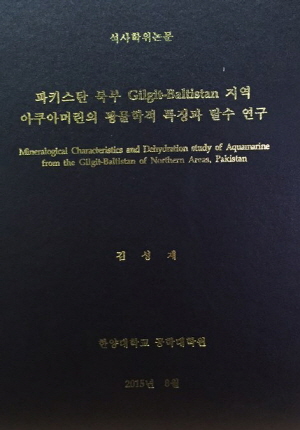 석사학위논문
파키스탄 북부 Gilgit-Baltistan 지역
아쿠아머린의 광물학적 특징과 탈수 연구
Mineralogical Characteristics and Dehydration study of Aquamarine
from the Gilgit-Baltistan of Northern Areas, Pakistan
김 성
한양대학교 공학대학원
2015년 8월